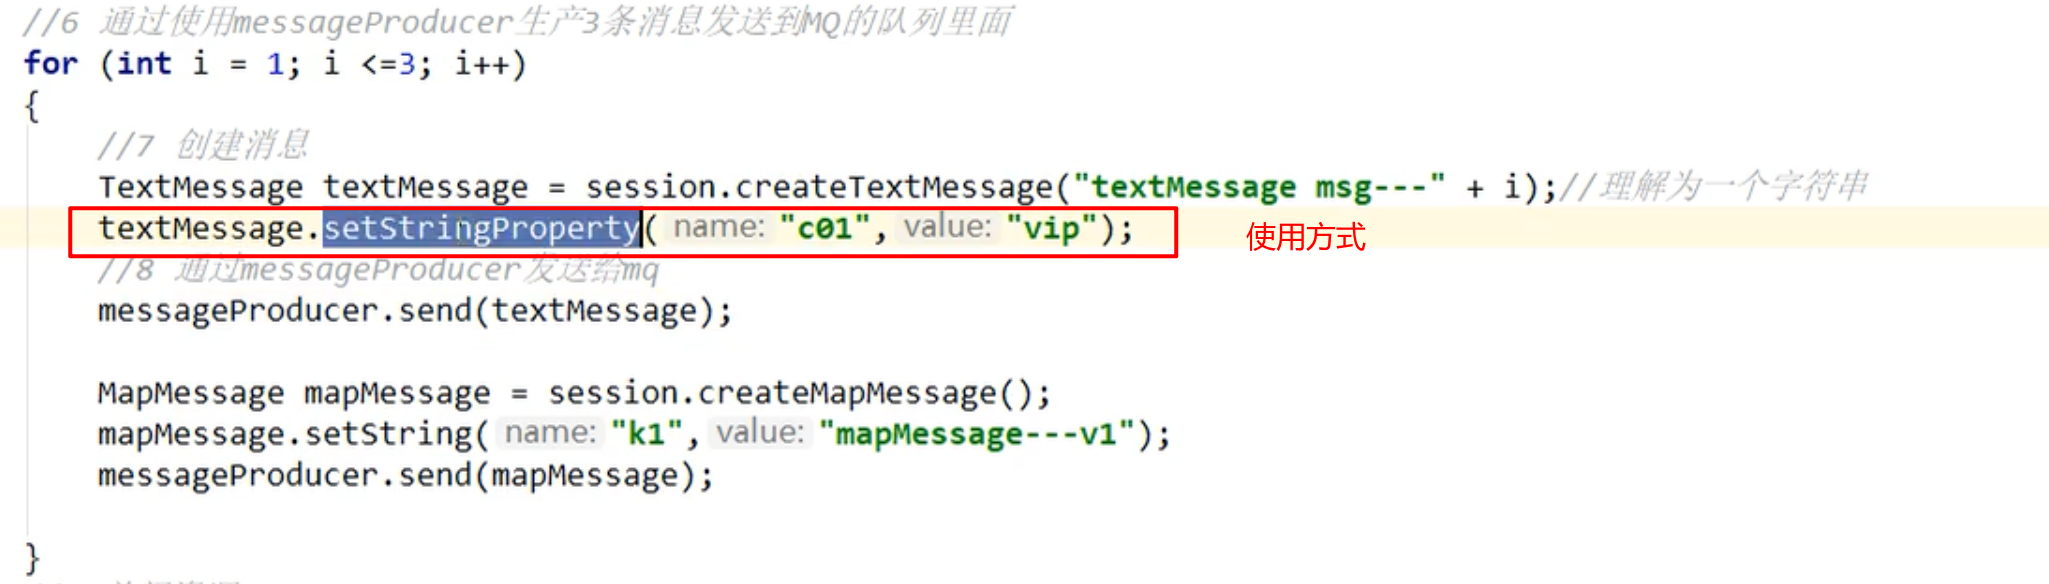 //6 通过使用messageProducer生产3条消息发送到MQ的队列里面
for (int i = 1; i <=3; i++)
{
//7 创建消息
TextMessage textMessage = session.createTextMessage("textMessage msg---" + i);//理解为一个字符串
textMessage.setStringProperty( name: "c01", value: "vip");
使用方式
//8 通过messageProducer发送给mq
messageProducer.send(textMessage);
MapMessage mapMessage = session.createMapMessage();
mapMessage.setString( name: "k1", value: "mapMessage---v1");
messageProducer.send(mapMessage);
}